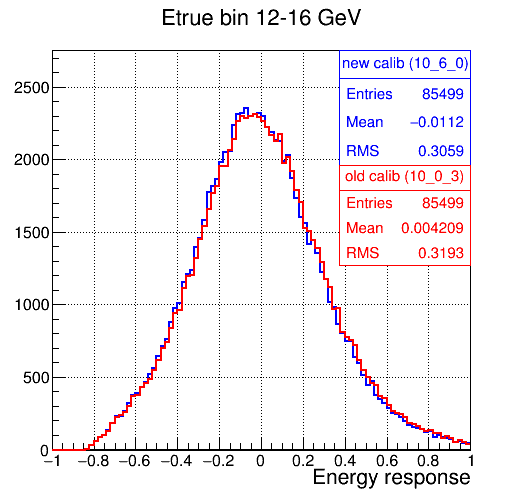 Etrue bin 12-16 GeV
new calib (10_6_0)
Entries 85499
Mean −0.0112
RMS 0.3059
old calib (10_0_3)
Entries 85499
Mean 0.004209
RMS 0.3193
2500
2000
1500
1000
500
0
−1 −0.8 −0.6 −0.4 −0.2 0 0.2 0.4 0.6 0.8 1
Energy response